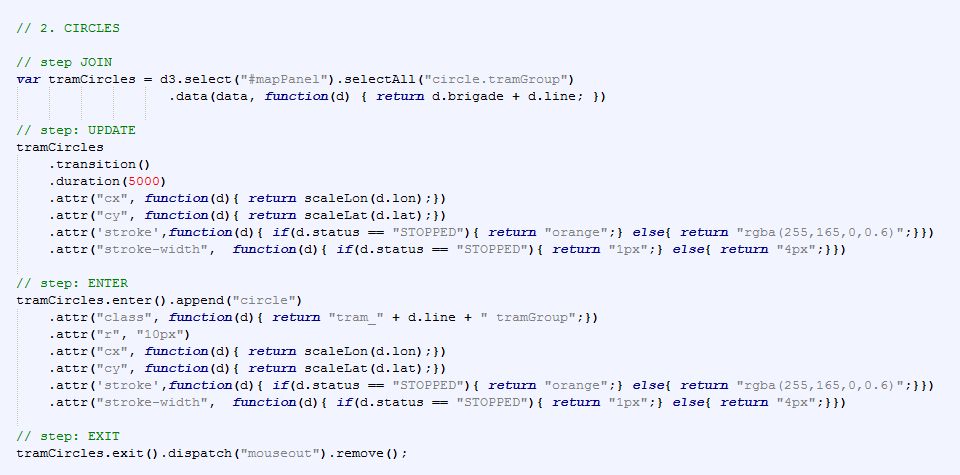 // 2. CIRCLES
// step JOIN
var tramCircles = d3.select("#mapPanel").selectAll("circle.tramGroup")
.data(data, function(d) { return d.brigade + d.line; })
// step: UPDATE
tramCircles
.transition()
.duration(5000)
.attr("cx", function(d){ return scaleLon(d.lon);})
.attr("cy", function(d){ return scaleLat(d.lat);})
.attr('stroke',function(d){ if(d.status == "STOPPED"){ return "orange";} else{ return "rgba(255,165,0,0.6)";}})
.attr("stroke-width",  function(d){ if(d.status == "STOPPED"){ return "1px";} else{ return "4px";}})
// step: ENTER
tramCircles.enter().append("circle")
.attr("class", function(d){ return "tram_" + d.line + " tramGroup";})
.attr("r", "10px")
.attr("cx", function(d){ return scaleLon(d.lon);})
.attr("cy", function(d){ return scaleLat(d.lat);})
.attr('stroke',function(d){ if(d.status == "STOPPED"){ return "orange";} else{ return "rgba(255,165,0,0.6)";}})
.attr("stroke-width",  function(d){ if(d.status == "STOPPED"){ return "1px";} else{ return "4px";}})
// step: EXIT
tramCircles.exit().dispatch("mouseout").remove();